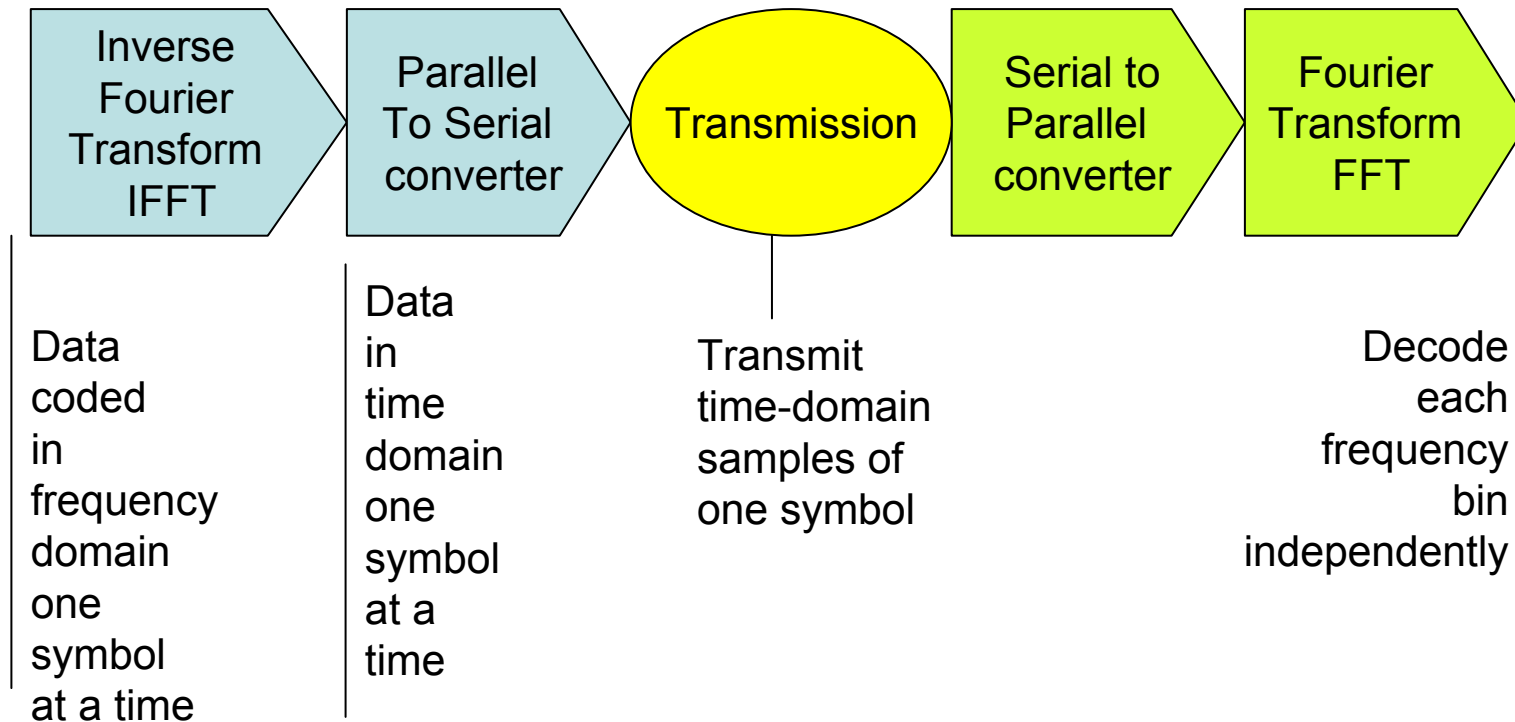 Inverse
Fourier
Transform
IFFT
Parallel
To Serial
converter
Transmission
Serial to
Parallel
converter
Fourier
Transform
FFT
Data
coded
in
frequency
domain
one
symbol
at a time
Data
in
time
domain
one
symbol
at a
time
Transmit
time-domain
samples of
one symbol
Decode
each
frequency
bin
independently